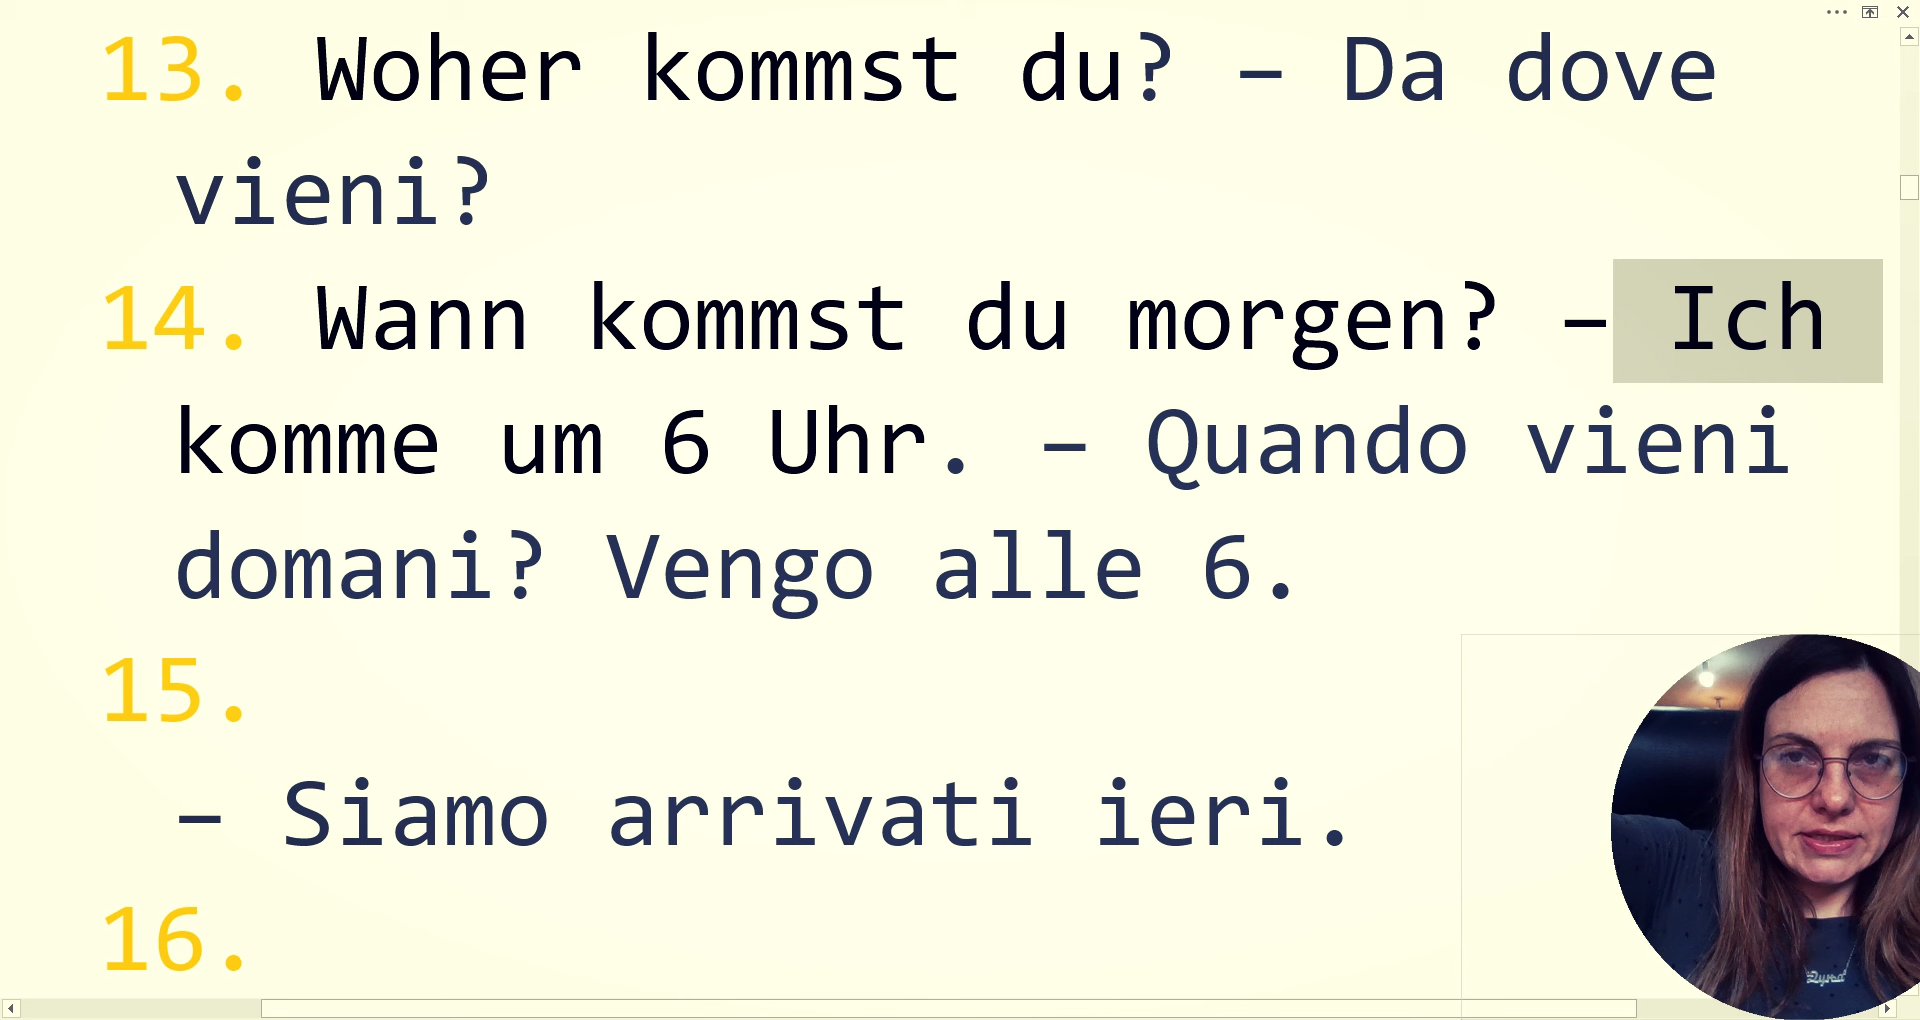 13. Woher kommst du? – Da dove
vieni?
14. Wann kommst du morgen? – Ich
komme um 6 Uhr. – Quando vieni
domani? Vengo alle 6.
15.
– Siamo arrivati ieri.
16.